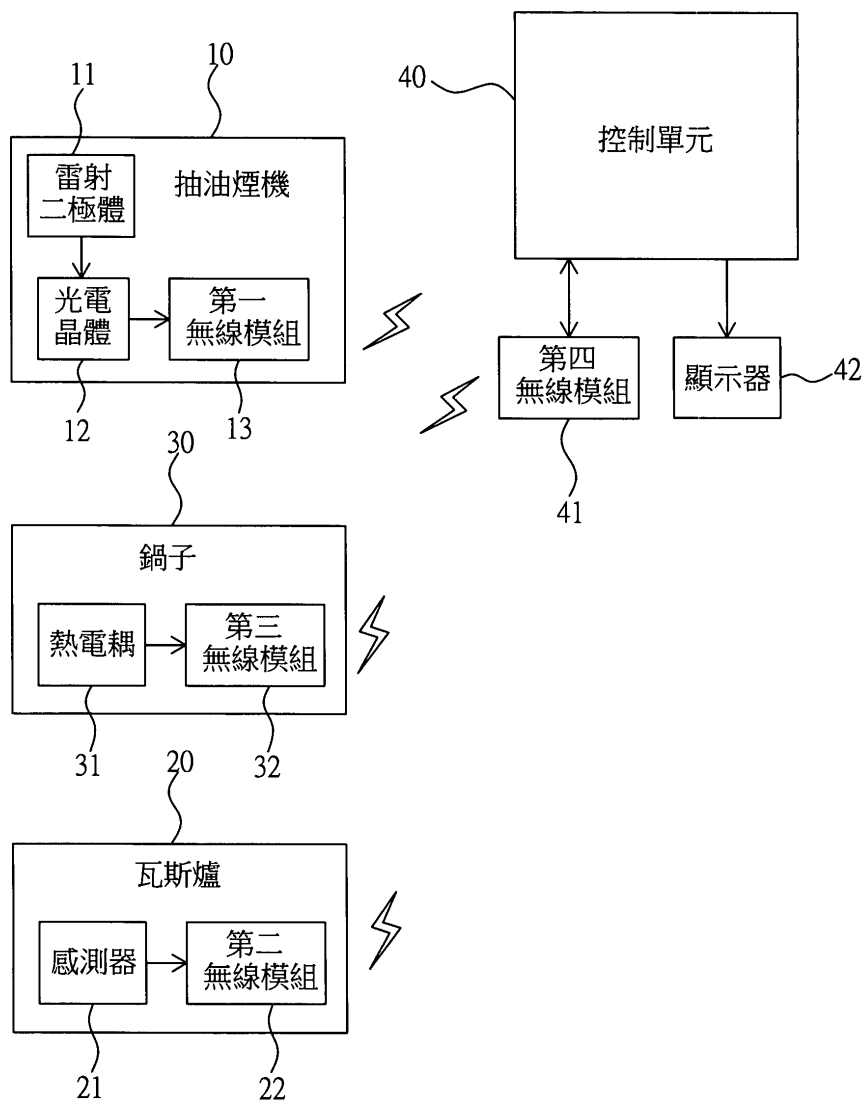 11
10
雷射
二極體
抽油煙機
光電
晶體
第一
無線模組
12
13
40
控制單元
第四
無線模組
顯示器
42
41
30
鍋子
熱電耦
第三
無線模組
31
32
20
瓦斯爐
感測器
第二
無線模組
21
22